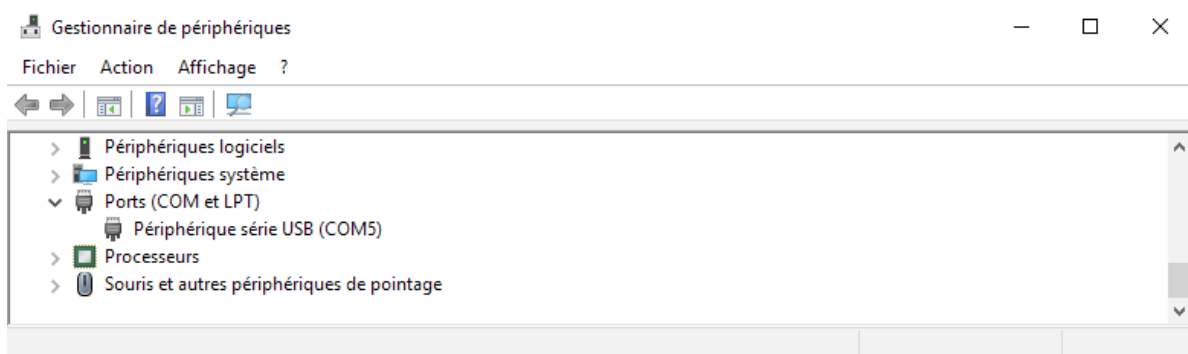 Gestionnaire de périphériques
Fichier Action Affichage ?
Périphériques logiciels
Périphériques système
Ports (COM et LPT)
Périphérique série USB (COM5)
Processeurs
Souris et autres périphériques de pointage